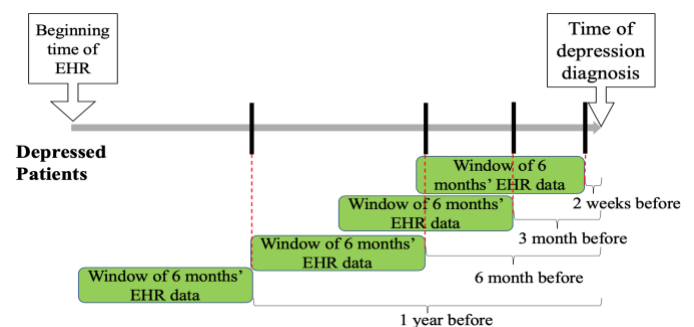 Beginning
time of
EHR
Time of
depression
diagnosis
Depressed
Patients
Window of 6
months' EHR data
2 weeks before
Window of 6 months'
EHR data
3 month before
Window of 6 months'
EHR data
6 month before
Window of 6 months'
EHR data
1 year before